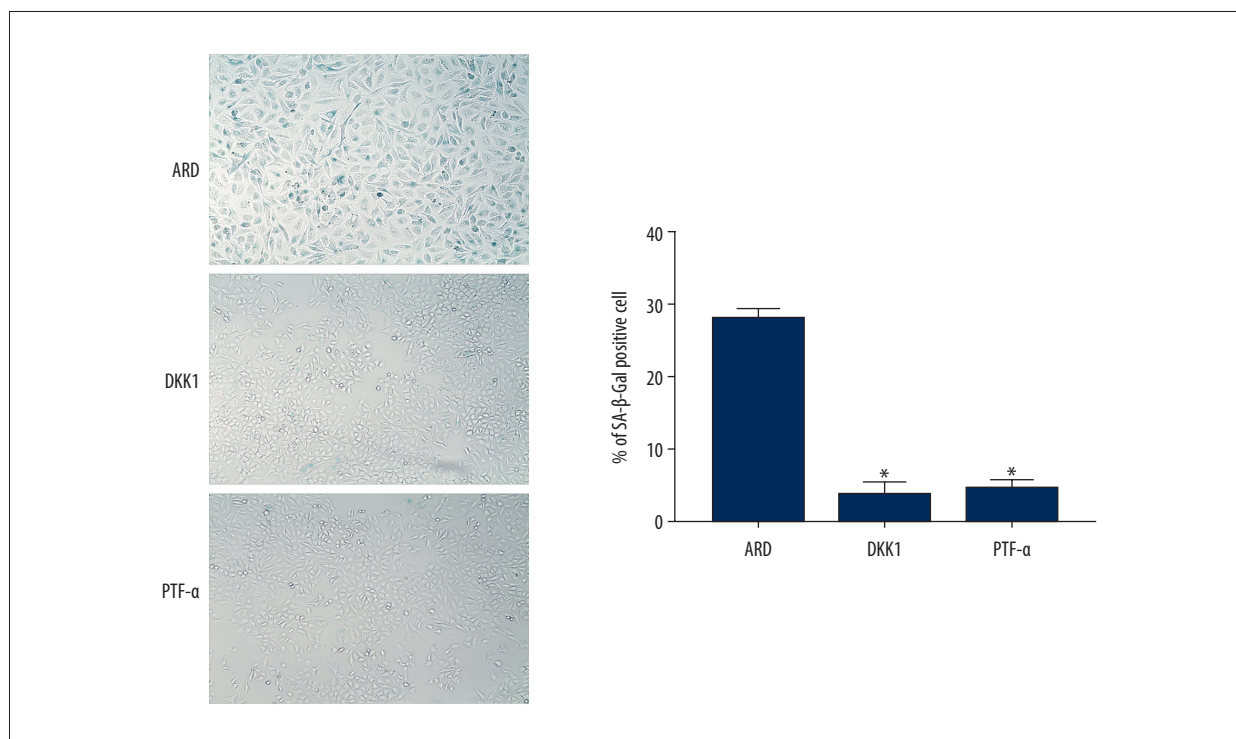 ARD
DKK1
PTF-α
% of SA-β-Gal positive cell
40
30
20
10
0
*
*
ARD
DKK1
PTF-α